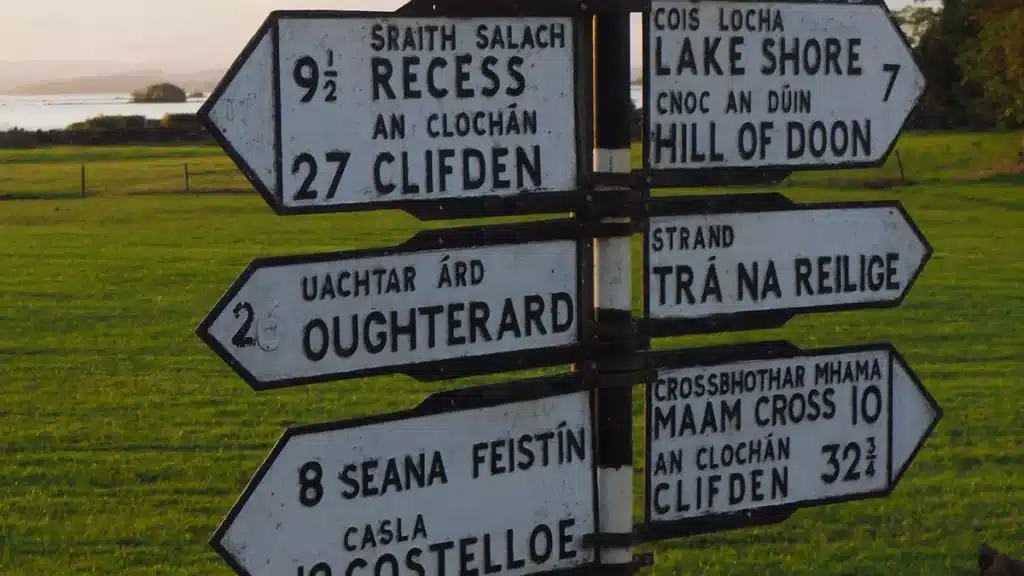 SRAITH SALACH
9½ RECESS
AN CLOCHÁN
27 CLIFDEN
COIS LOCHA
LAKE SHORE 7
CNOC AN DÚIN
HILL OF DOON
UACHTAR ÁRD
2 OUGHTERARD
STRAND
TRÁ NA REILIGE
CROSSBHOTHAR MHAMA
MAAM CROSS 10
AN CLOCHÁN
CLIFDEN 32¾
8 SEANA FEISTÍN
CASLA
COSTELLOE